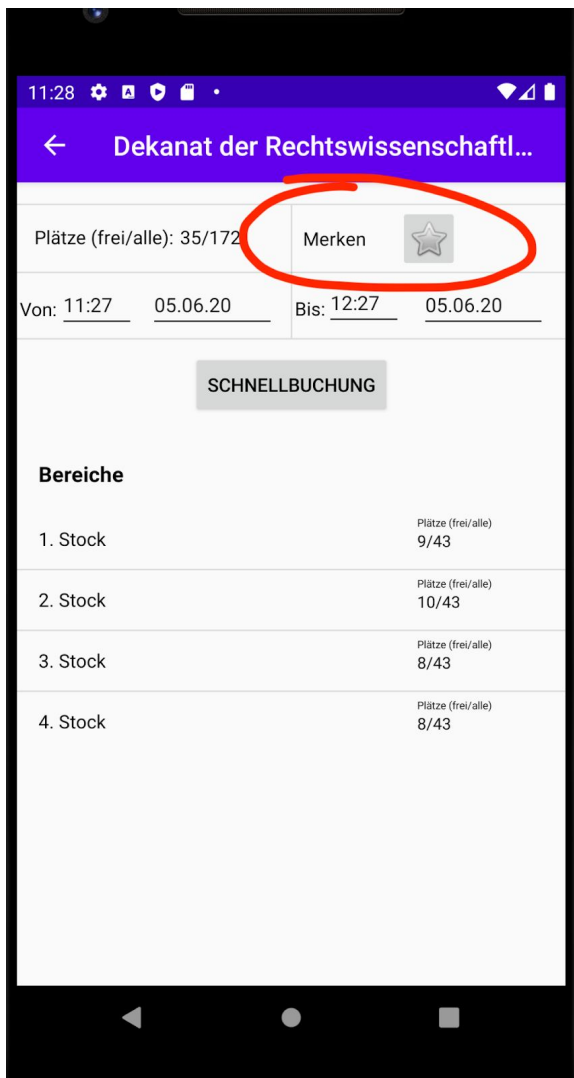 11:28
Dekanat der Rechtswissenschaftl...
Plätze (frei/alle): 35/172
Merken
Von: 11:27 05.06.20 Bis: 12:27 05.06.20
SCHNELLBUCHUNG
Bereiche
Plätze (frei/alle)
1. Stock 9/43
Plätze (frei/alle)
2. Stock 10/43
Plätze (frei/alle)
3. Stock 8/43
Plätze (frei/alle)
4. Stock 8/43